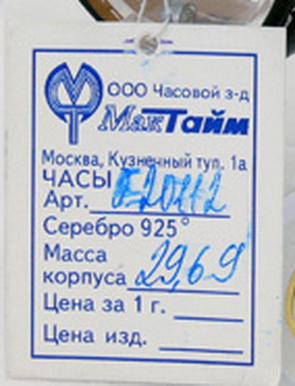 ООО Часовой з-д
МакТайм
Москва, Кузнечный туп. 1а
ЧАСЫ
Арт.
Серебро 925°
Масса
корпуса 29,69
Цена за 1 г.
Цена изд.